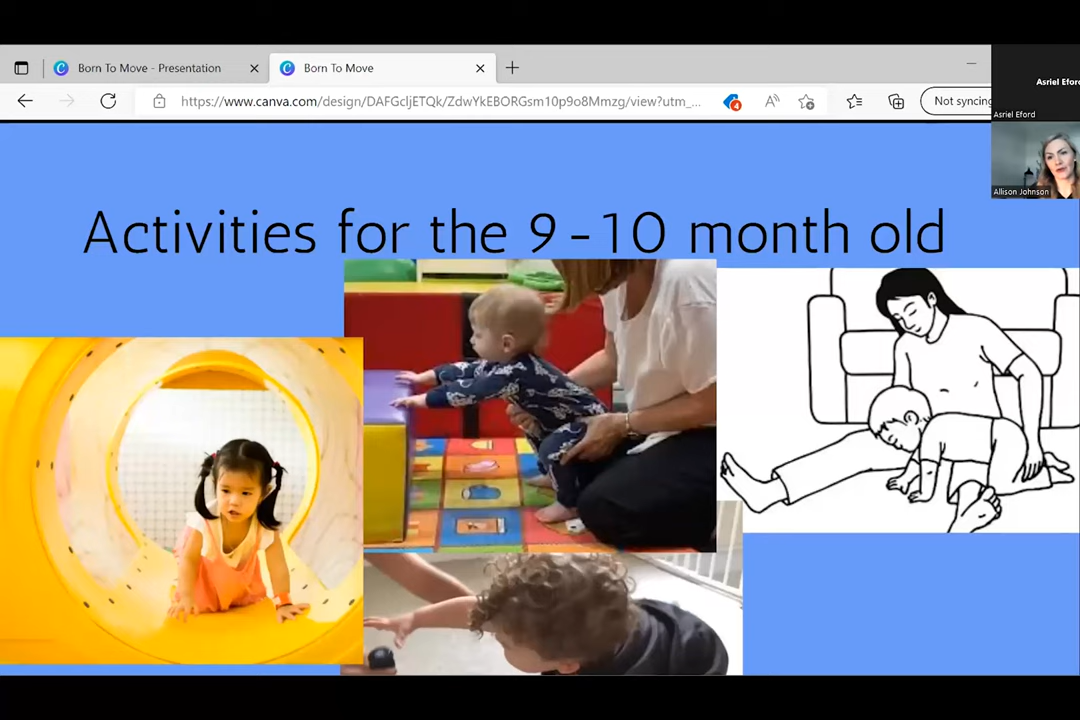 Born To Move - Presentation
Born To Move
https://www.canva.com/design/DAFGcljETQk/ZdwYkEBORGsm10p9o8Mmzg/view?utm_...
4
Not syncing
Asriel Eford
Asriel Eford
Allison Johnson
Activities for the 9-10 month old